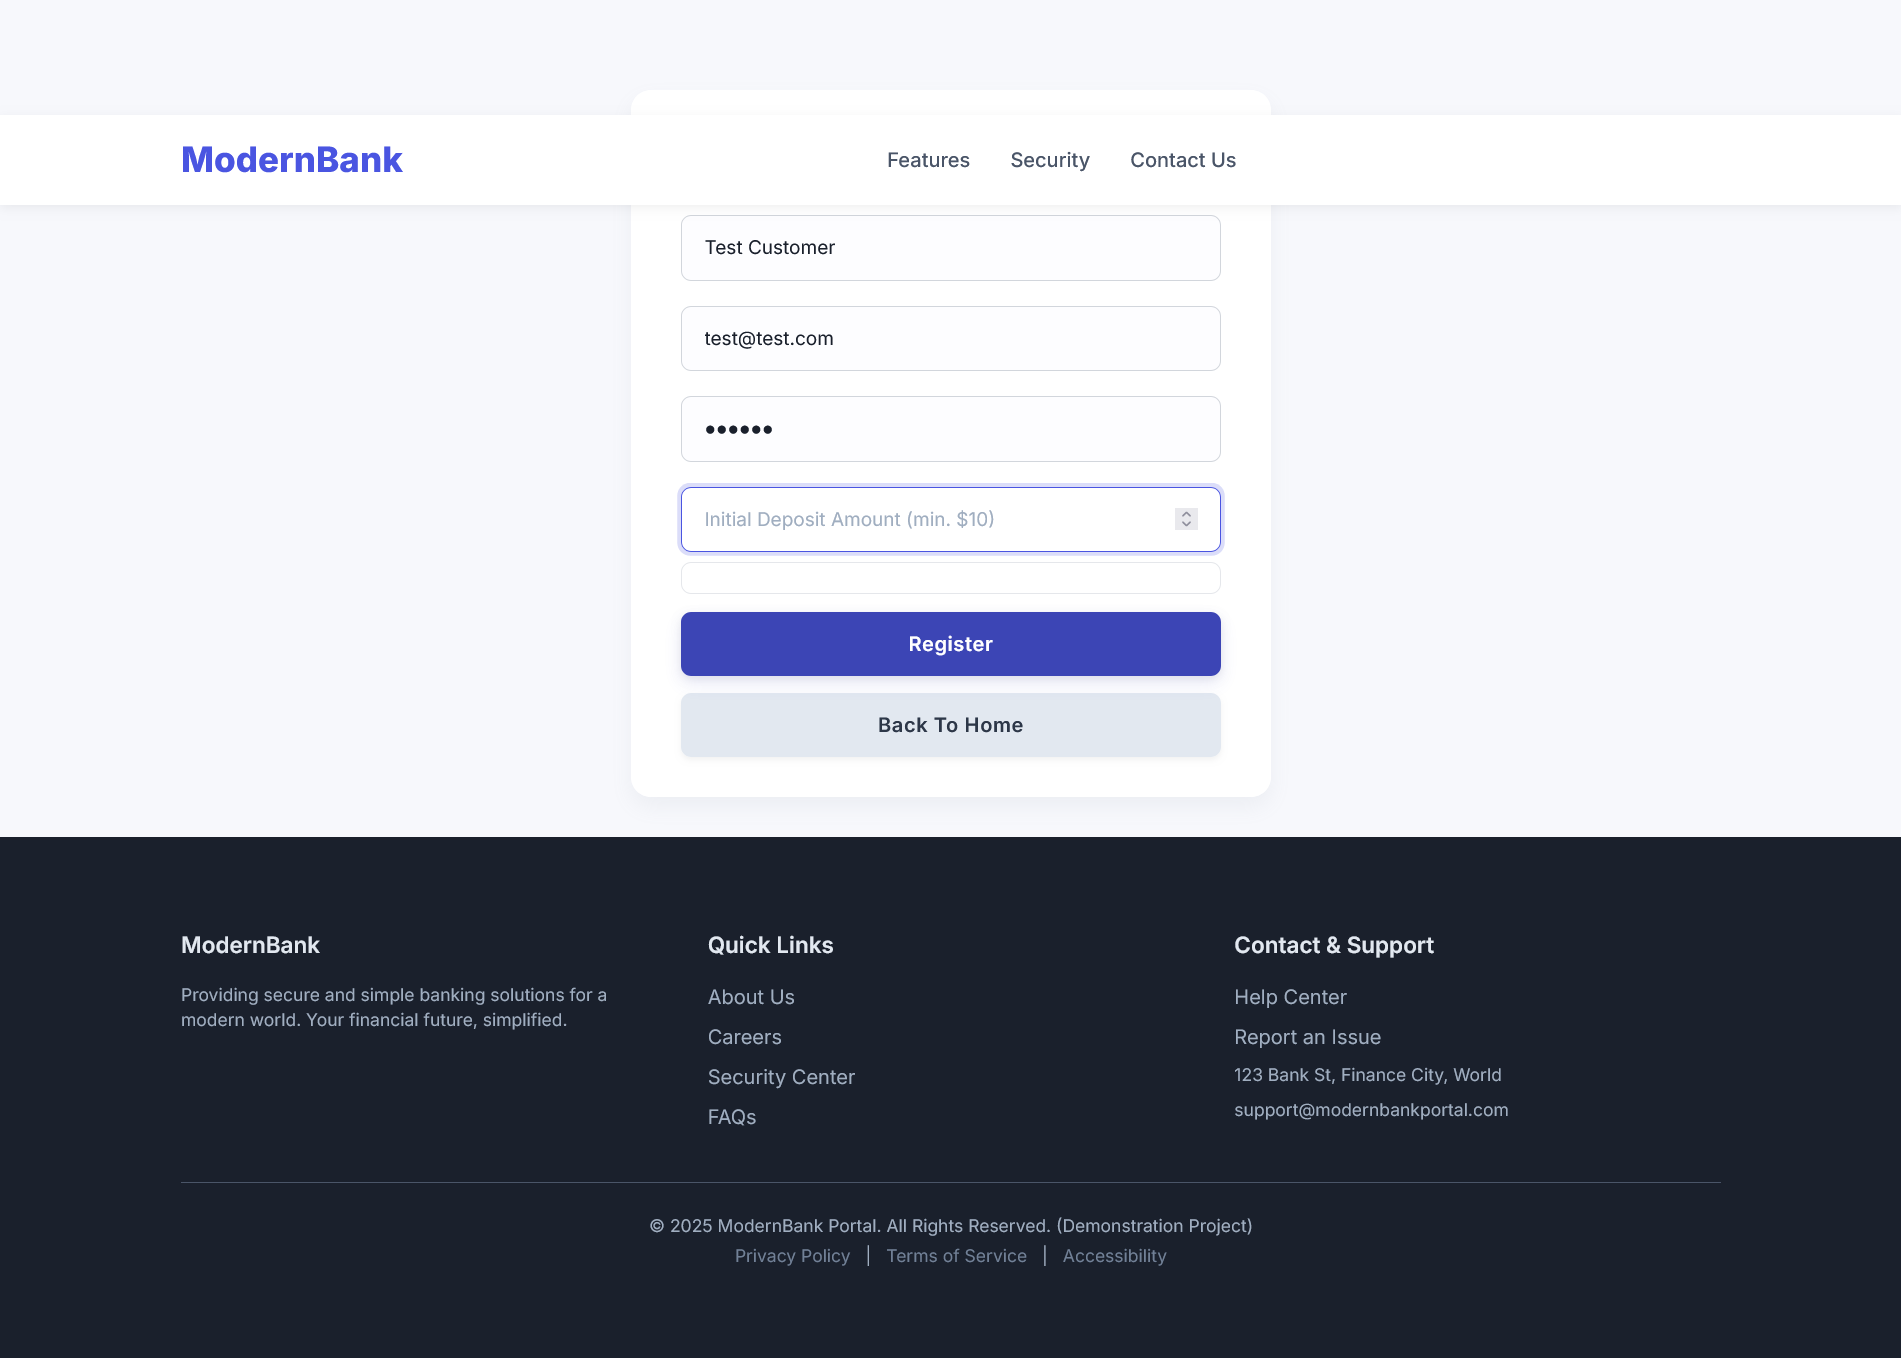 ModernBank
Features
Security
Contact Us
Test Customer
test@test.com
••••••
Initial Deposit Amount (min. $10)
Register
Back To Home
ModernBank
Providing secure and simple banking solutions for a
modern world. Your financial future, simplified.
Quick Links
About Us
Careers
Security Center
FAQs
Contact & Support
Help Center
Report an Issue
123 Bank St, Finance City, World
support@modernbankportal.com
© 2025 ModernBank Portal. All Rights Reserved. (Demonstration Project)
Privacy Policy | Terms of Service | Accessibility